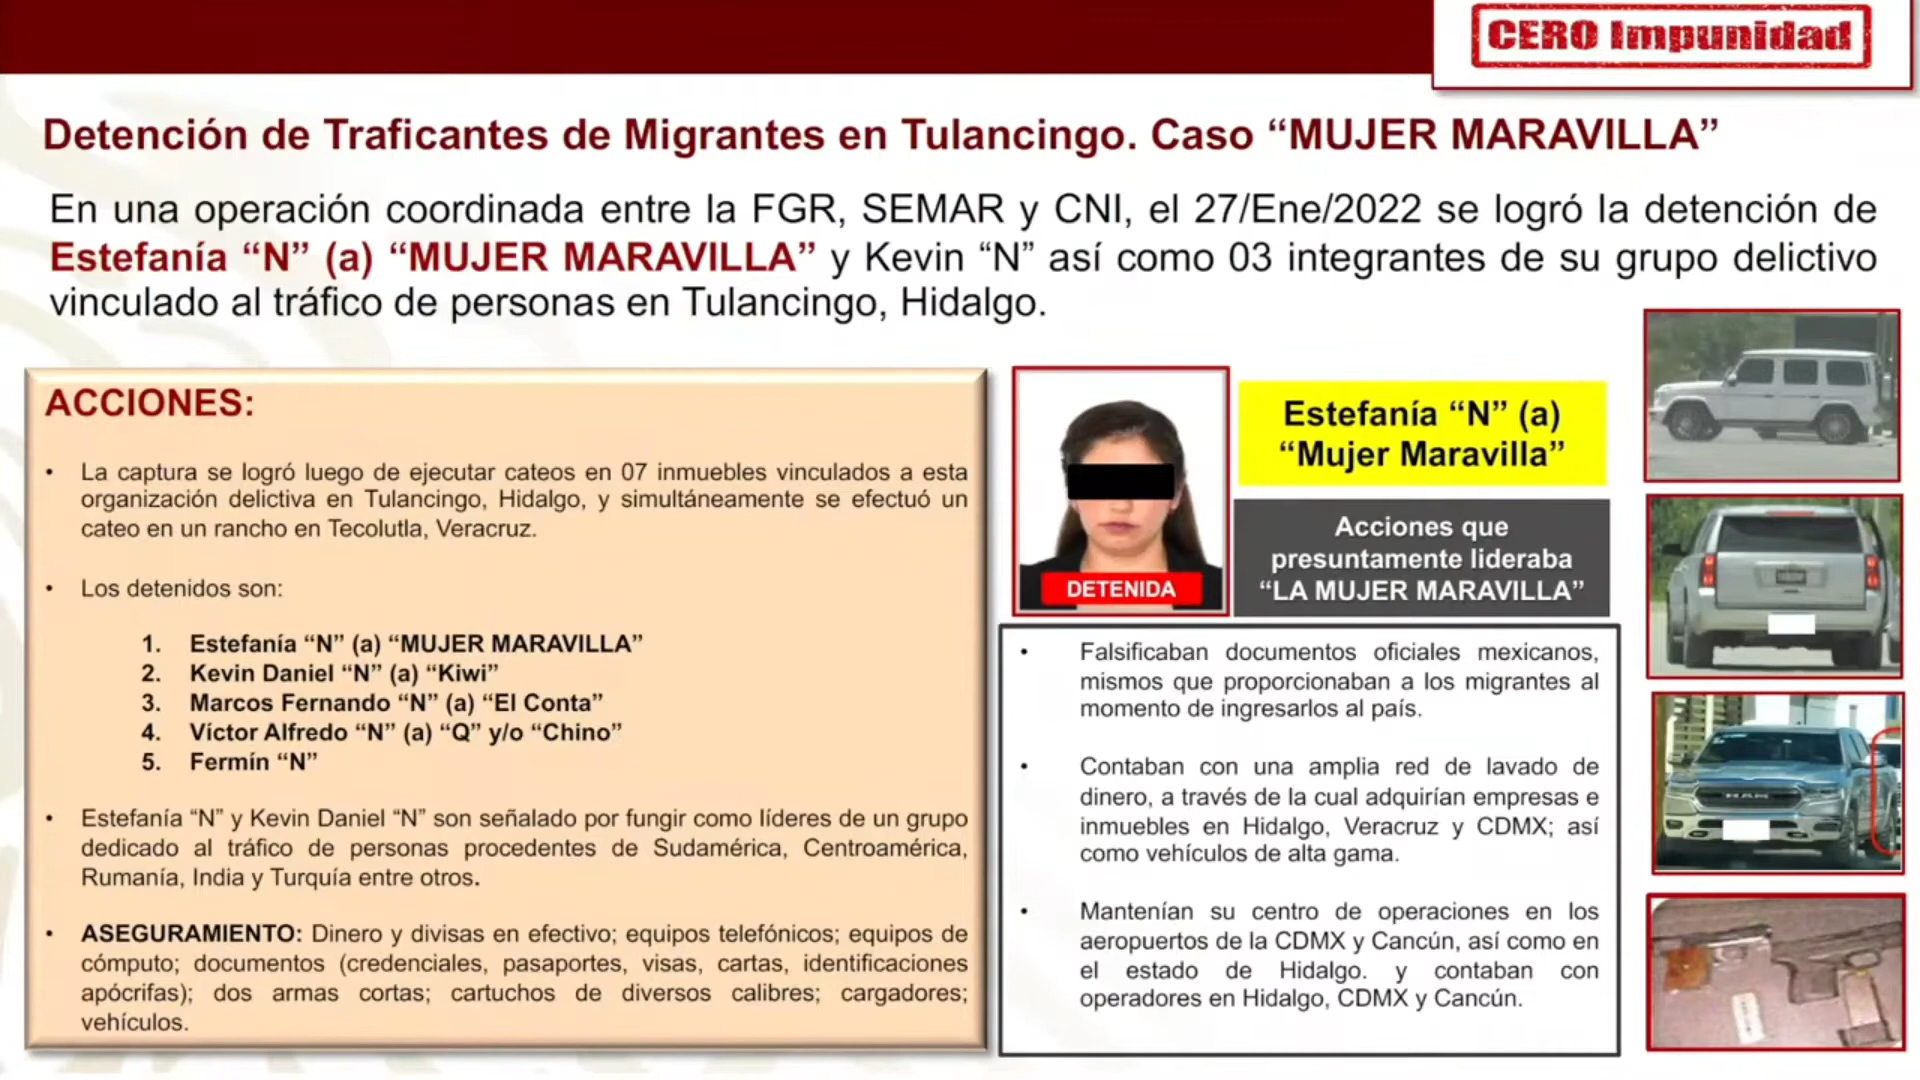 CERO Impunidad
Detención de Traficantes de Migrantes en Tulancingo. Caso “MUJER MARAVILLA”
En una operación coordinada entre la FGR, SEMAR y CNI, el 27/Ene/2022 se logró la detención de
Estefanía “N” (a) “MUJER MARAVILLA” y Kevin “N” así como 03 integrantes de su grupo delictivo
vinculado al tráfico de personas en Tulancingo, Hidalgo.
ACCIONES:
• La captura se logró luego de ejecutar cateos en 07 inmuebles vinculados a esta
organización delictiva en Tulancingo, Hidalgo, y simultáneamente se efectuó un
cateo en un rancho en Tecolutla, Veracruz.
• Los detenidos son:
1. Estefanía “N” (a) “MUJER MARAVILLA”
2. Kevin Daniel “N” (a) “Kiwi”
3. Marcos Fernando “N” (a) “El Conta”
4. Víctor Alfredo “N” (a) “Q” y/o “Chino”
5. Fermín “N”
• Estefanía “N” y Kevin Daniel “N” son señalado por fungir como líderes de un grupo
dedicado al tráfico de personas procedentes de Sudamérica, Centroamérica,
Rumanía, India y Turquía entre otros.
• ASEGURAMIENTO: Dinero y divisas en efectivo; equipos telefónicos; equipos de
cómputo; documentos (credenciales, pasaportes, visas, cartas, identificaciones
apócrifas); dos armas cortas; cartuchos de diversos calibres; cargadores;
vehículos.
DETENIDA
Estefanía “N” (a)
“Mujer Maravilla”
Acciones que
presuntamente lideraba
“LA MUJER MARAVILLA”
• Falsificaban documentos oficiales mexicanos,
mismos que proporcionaban a los migrantes al
momento de ingresarlos al país.
• Contaban con una amplia red de lavado de
dinero, a través de la cual adquirían empresas e
inmuebles en Hidalgo, Veracruz y CDMX; así
como vehículos de alta gama.
• Mantenían su centro de operaciones en los
aeropuertos de la CDMX y Cancún, así como en
el estado de Hidalgo. y contaban con
operadores en Hidalgo, CDMX y Cancún.
RAM